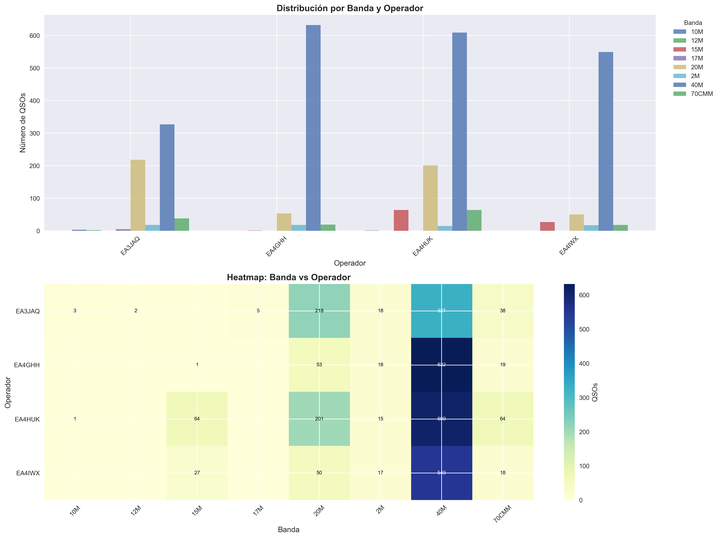 Distribución por Banda y Operador
Número de QSOs
600
500
400
300
200
100
0
EA3JAQ
EA4GHH
EA4HUK
EA4IWX
Operador
Banda
10M
12M
15M
17M
20M
2M
40M
70CMM
Heatmap: Banda vs Operador
Operador
EA3JAQ 3 2 5 218 18 38
EA4GHH 1 53 18 19
EA4HUK 1 64 201 15 64
EA4IWX 27 50 17 18
10M 12M 15M 17M 20M 2M 40M 70CMM
Banda
600
500
400
300
200
100
0
QSOs